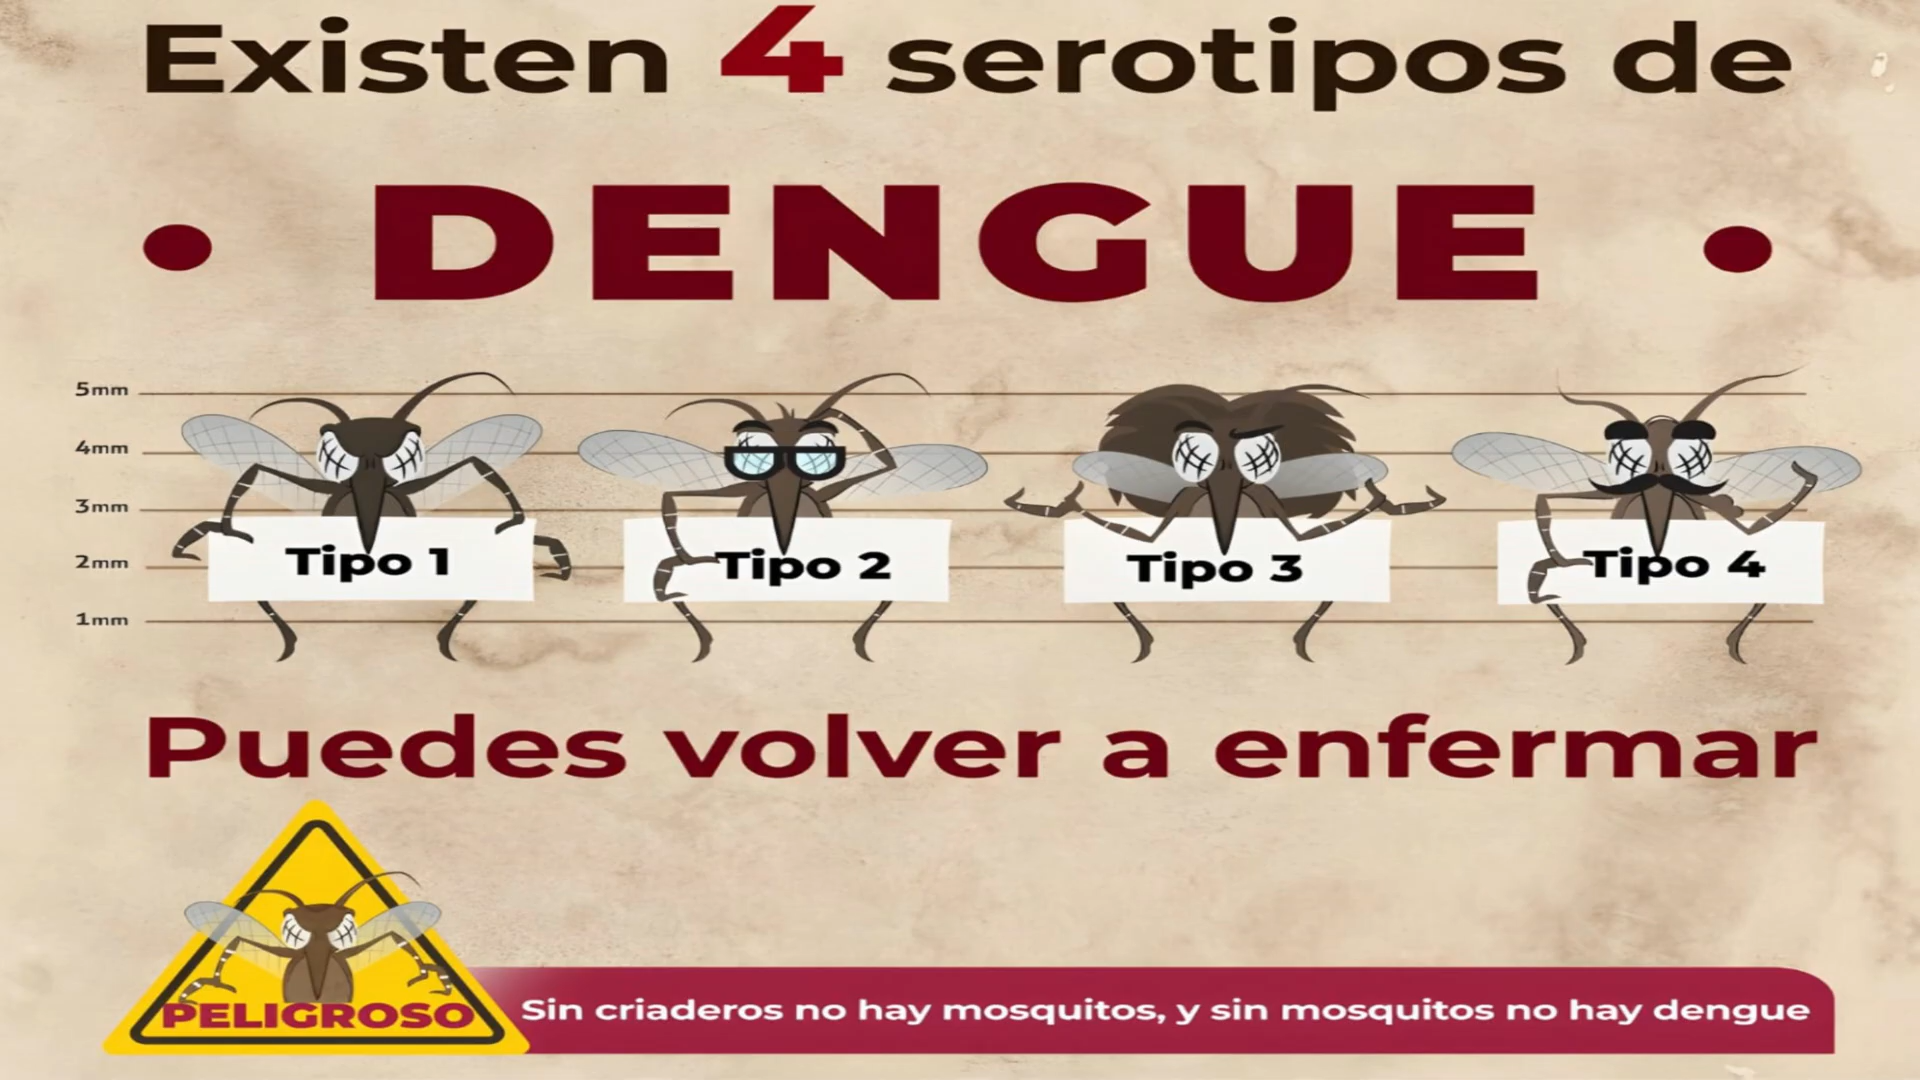 Existen 4 serotipos de
• DENGUE •
5mm
4mm
3mm
2mm
1mm
Tipo 1
Tipo 2
Tipo 3
Tipo 4
Puedes volver a enfermar
PELIGROSO
Sin criaderos no hay mosquitos, y sin mosquitos no hay dengue